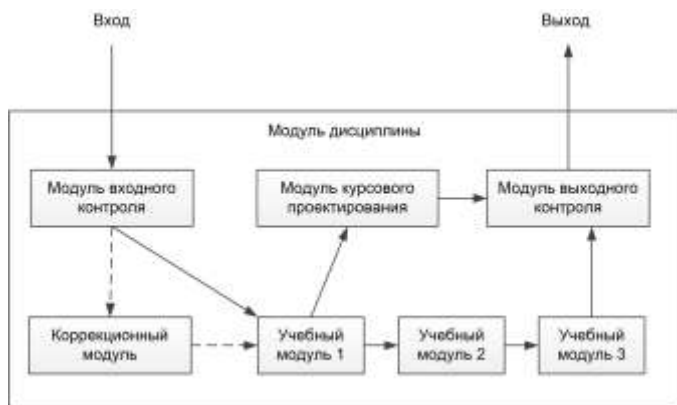 Вход
Выход
Модуль дисциплины
Модуль входного
контроля
Модуль курсового
проектирования
Модуль выходного
контроля
Коррекционный
модуль
Учебный
модуль 1
Учебный
модуль 2
Учебный
модуль 3